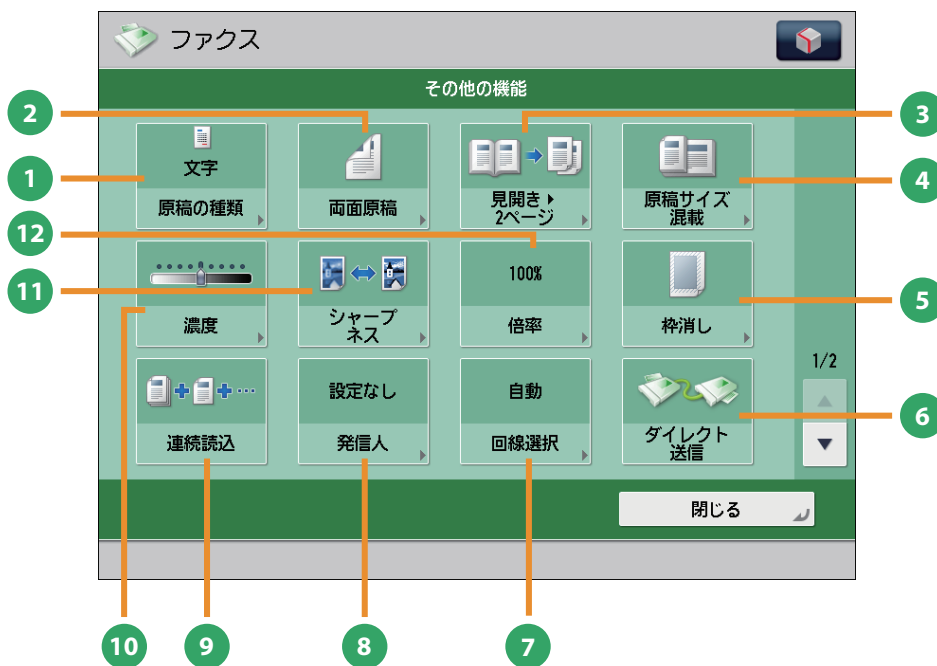 ファクス
その他の機能
2
3
1
4
文字
原稿の種類
両面原稿
見開き▶
2ページ
原稿サイズ
混載
12
11
5
濃度
シャープ
ネス
100%
倍率
枠消し
1/2
6
連続読込
設定なし
発信人
自動
回線選択
ダイレクト
送信
閉じる
10
9
8
7